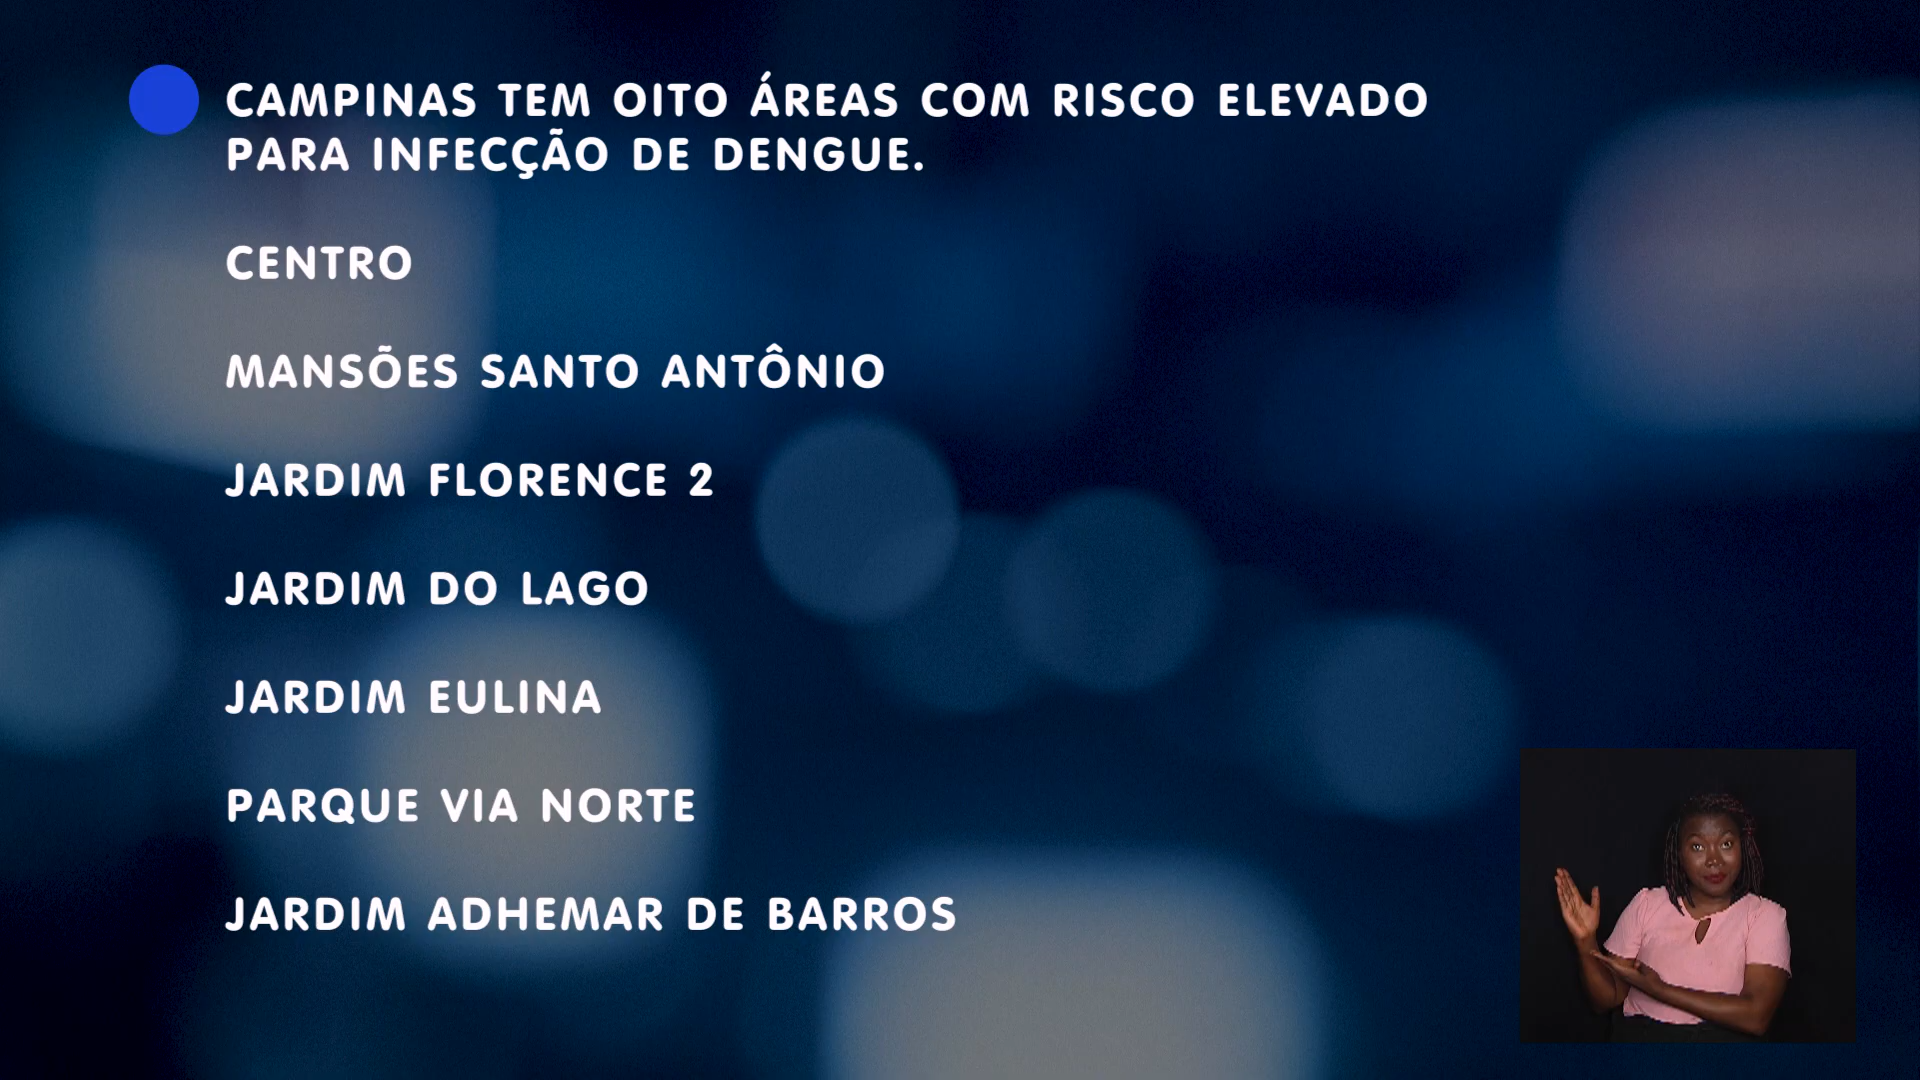 CAMPINAS TEM OITO ÁREAS COM RISCO ELEVADO
PARA INFECÇÃO DE DENGUE.
CENTRO
MANSÕES SANTO ANTÔNIO
JARDIM FLORENCE 2
JARDIM DO LAGO
JARDIM EULINA
PARQUE VIA NORTE
JARDIM ADHEMAR DE BARROS